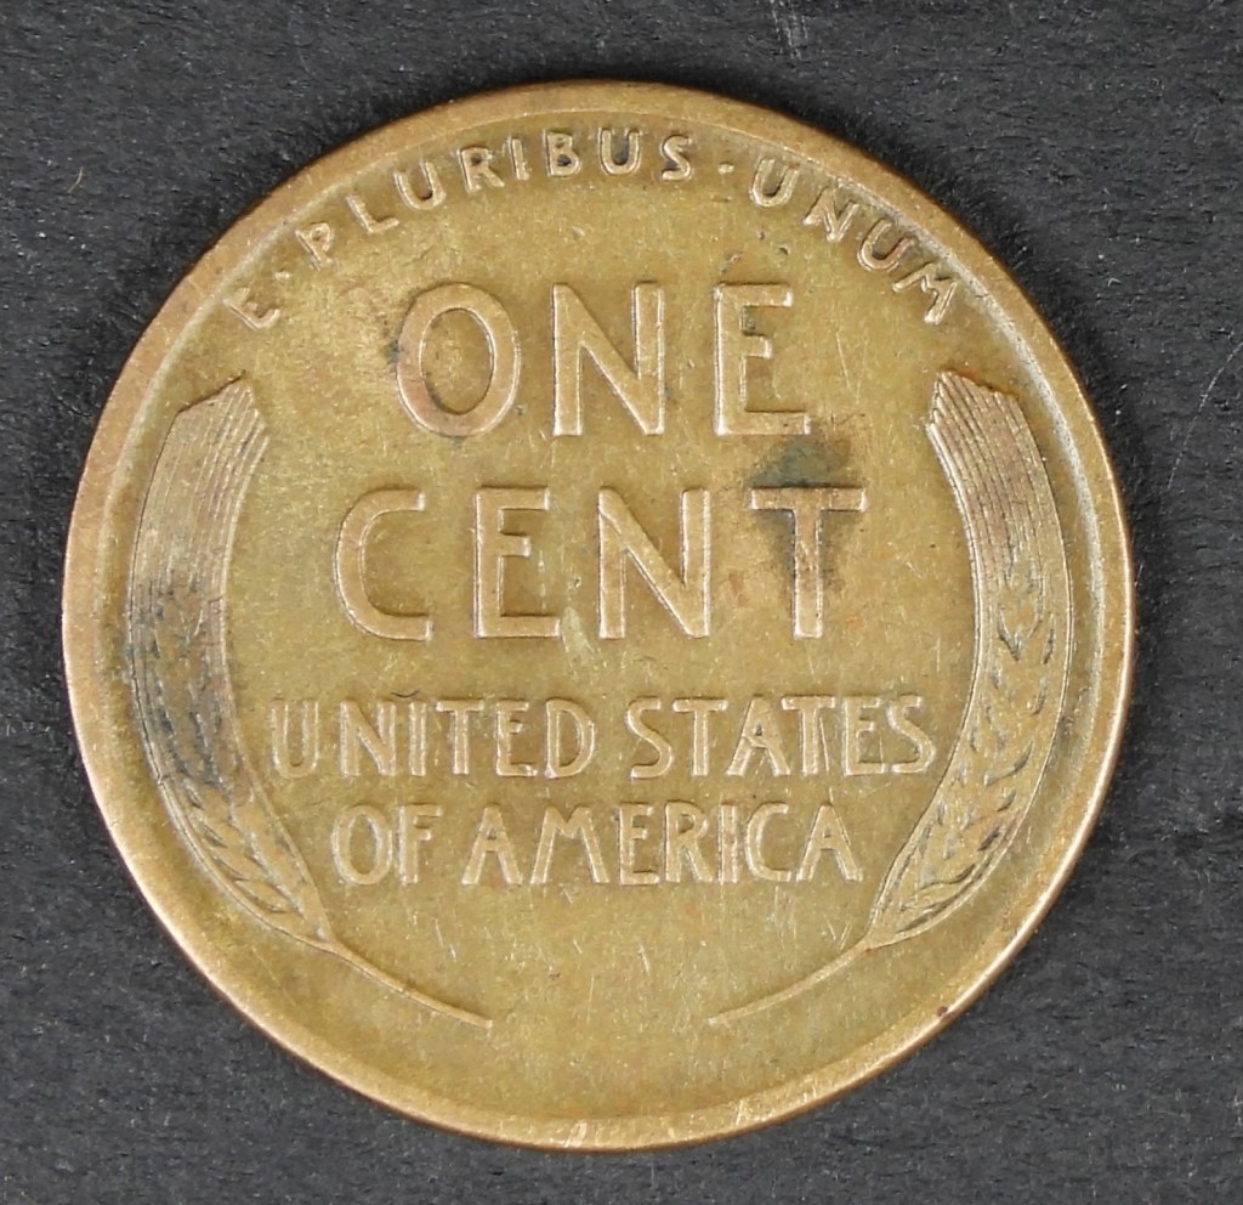 E·PLURIBUS·UNUM
ONE
CENT
UNITED STATES
OF AMERICA